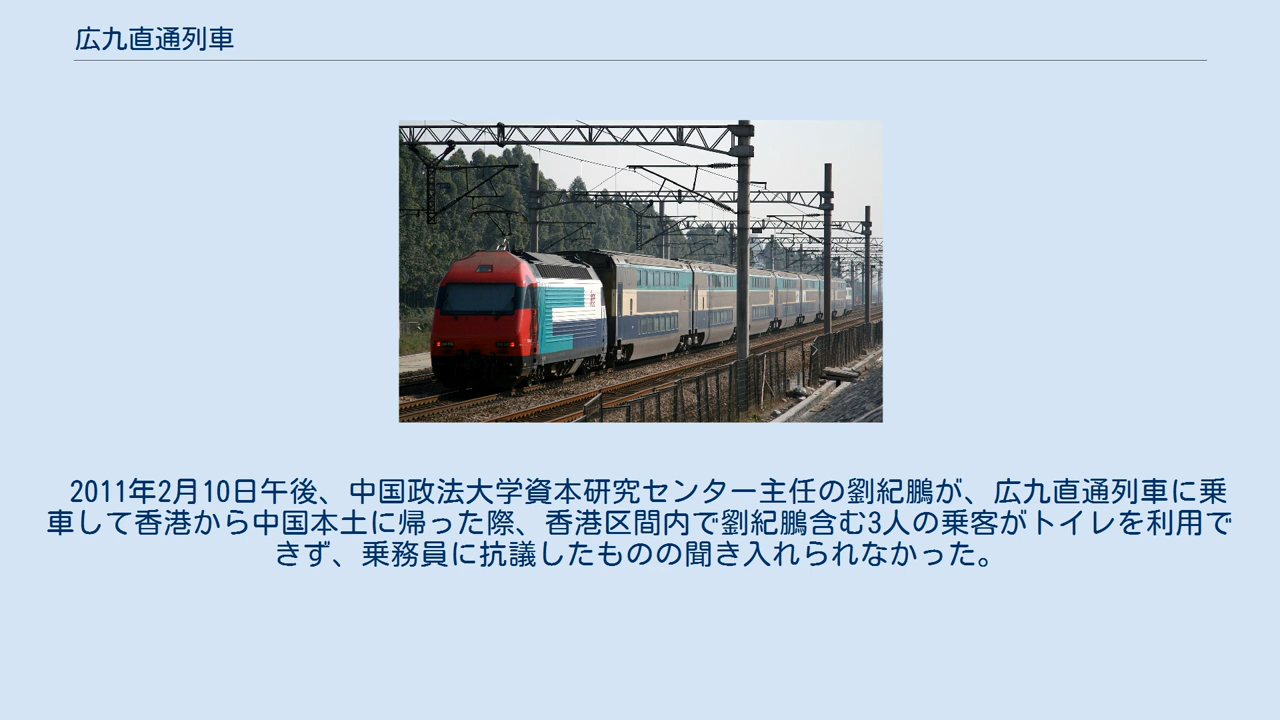 広九直通列車
2011年2月10日午後、中国政法大学資本研究センター主任の劉紀鵬が、広九直通列車に乗
車して香港から中国本土に帰った際、香港区間内で劉紀鵬含む3人の乗客がトイレを利用で
きず、乗務員に抗議したものの聞き入れられなかった。